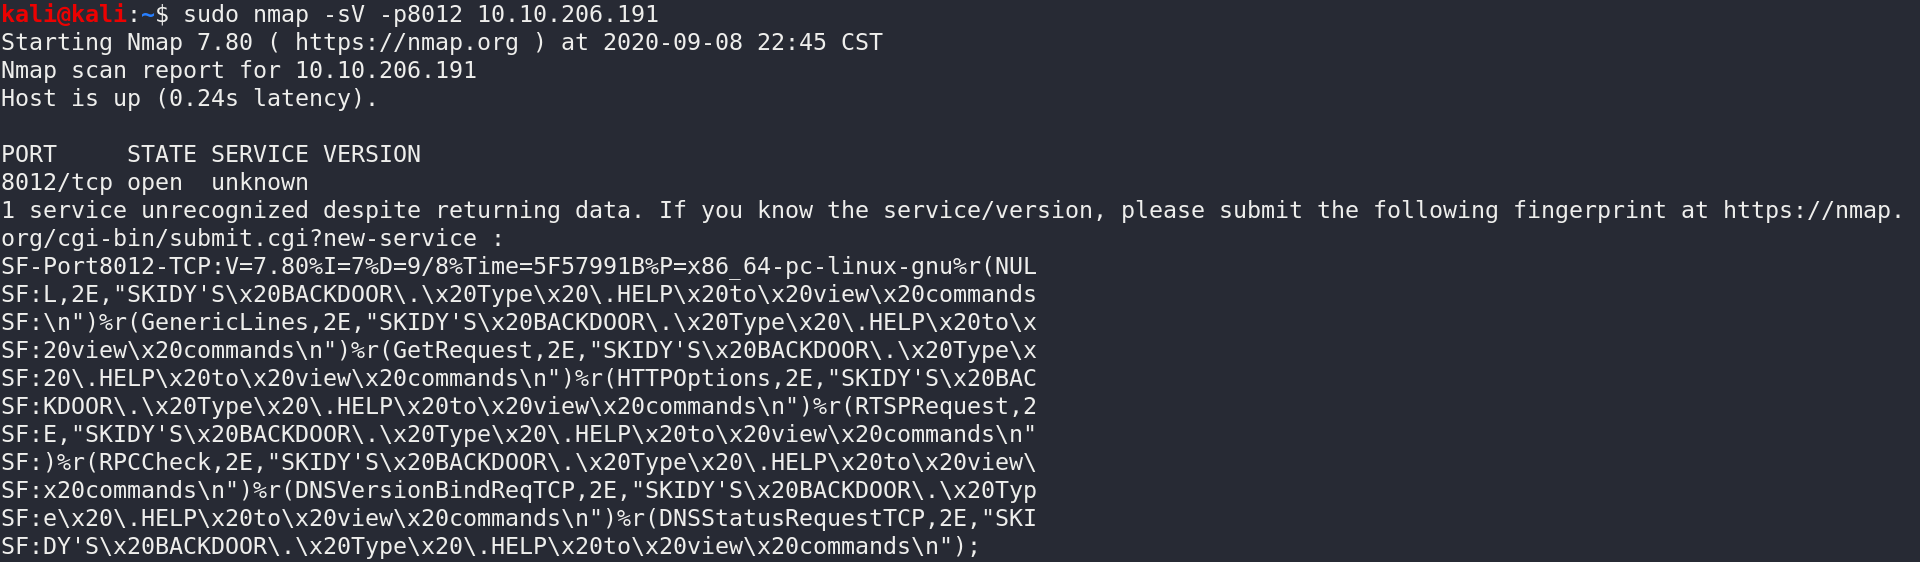 kali@kali:~$ sudo nmap -sV -p8012 10.10.206.191
Starting Nmap 7.80 ( https://nmap.org ) at 2020-09-08 22:45 CST
Nmap scan report for 10.10.206.191
Host is up (0.24s latency).
PORT     STATE SERVICE VERSION
8012/tcp open  unknown
1 service unrecognized despite returning data. If you know the service/version, please submit the following fingerprint at https://nmap.
org/cgi-bin/submit.cgi?new-service :
SF-Port8012-TCP:V=7.80%I=7%D=9/8%Time=5F57991B%P=x86_64-pc-linux-gnu%r(NUL
SF:L,2E,"SKIDY'S\x20BACKDOOR\.\x20Type\x20\.HELP\x20to\x20view\x20commands
SF:\n")%r(GenericLines,2E,"SKIDY'S\x20BACKDOOR\.\x20Type\x20\.HELP\x20to\x
SF:20view\x20commands\n")%r(GetRequest,2E,"SKIDY'S\x20BACKDOOR\.\x20Type\x
SF:20\.HELP\x20to\x20view\x20commands\n")%r(HTTPOptions,2E,"SKIDY'S\x20BAC
SF:KDOOR\.\x20Type\x20\.HELP\x20to\x20view\x20commands\n")%r(RTSPRequest,2
SF:E,"SKIDY'S\x20BACKDOOR\.\x20Type\x20\.HELP\x20to\x20view\x20commands\n"
SF:)%r(RPCCheck,2E,"SKIDY'S\x20BACKDOOR\.\x20Type\x20\.HELP\x20to\x20view\
SF:x20commands\n")%r(DNSVersionBindReqTCP,2E,"SKIDY'S\x20BACKDOOR\.\x20Typ
SF:e\x20\.HELP\x20to\x20view\x20commands\n")%r(DNSStatusRequestTCP,2E,"SKI
SF:DY'S\x20BACKDOOR\.\x20Type\x20\.HELP\x20to\x20view\x20commands\n");